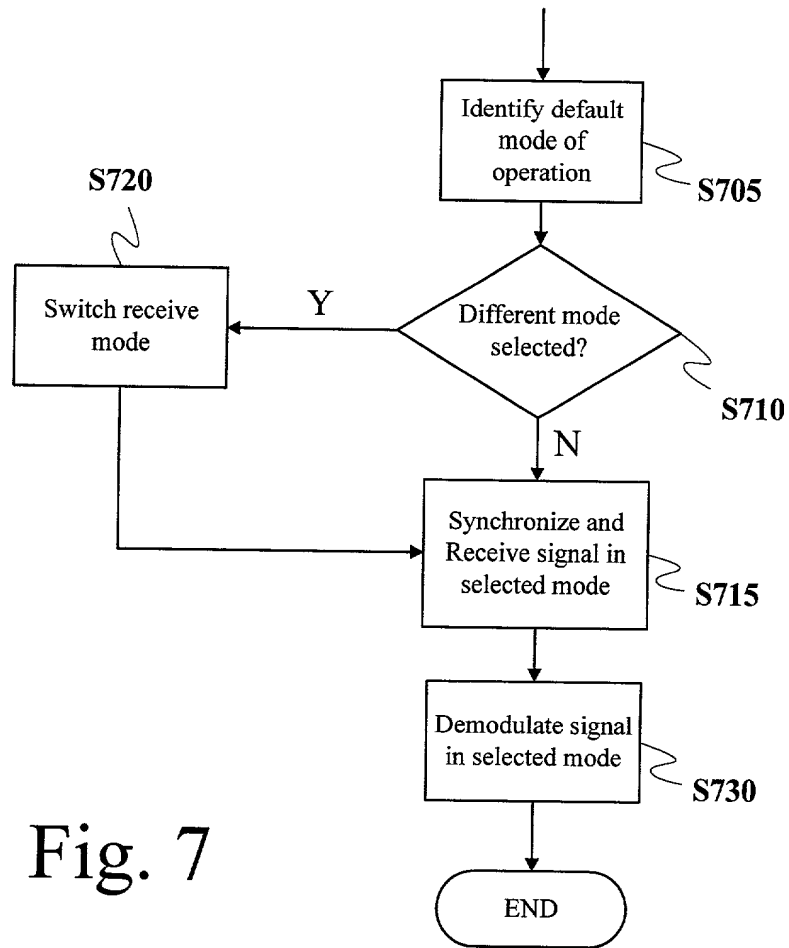 Identify default
mode of
operation
S705
S720
Switch receive
mode
Y
Different mode
selected?
S710
N
Synchronize and
Receive signal in
selected mode
S715
Demodulate signal
in selected mode
S730
Fig. 7
END